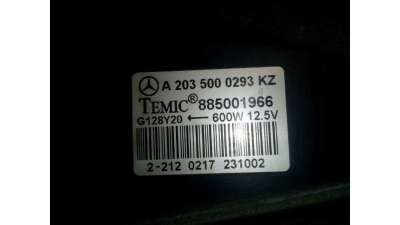 A 203 500 0293 KZ
TEMIC® 885001966
G128Y20 ← 600W 12.5V
2-212 0217 231002